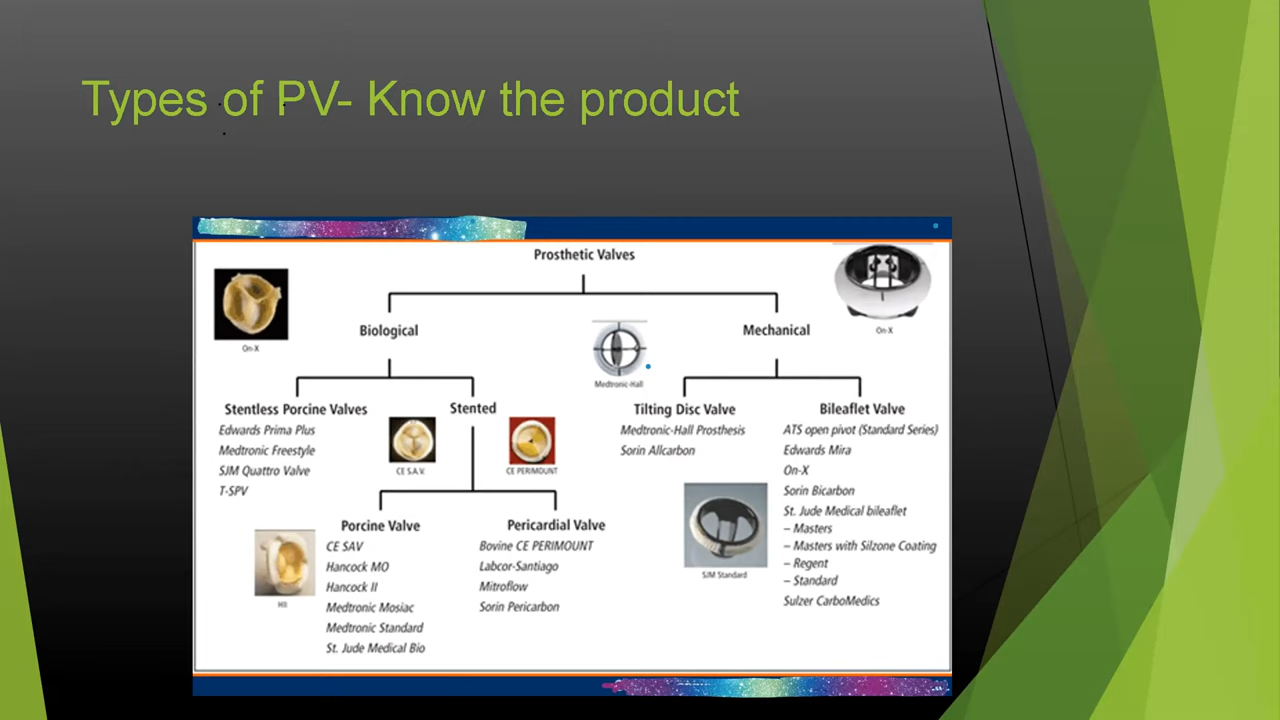 Types of PV- Know the product
Prosthetic Valves
On-X
Biological
Medtronic-Hall
Mechanical
On-X
Stentless Porcine Valves
Edwards Prima Plus
Medtronic Freestyle
SJM Quattro Valve
T-SPV
Stented
CE S.A.V.
CE PERIMOUNT
Porcine Valve
CE SAV
Hancock MO
Hancock II
Medtronic Mosiac
Medtronic Standard
St. Jude Medical Bio
HII
Pericardial Valve
Bovine CE PERIMOUNT
Labcor-Santiago
Mitroflow
Sorin Pericarbon
Tilting Disc Valve
Medtronic-Hall Prosthesis
Sorin Allcarbon
SJM Standard
Bileaflet Valve
ATS open pivot (Standard Series)
Edwards Mira
On-X
Sorin Bicarbon
St. Jude Medical bileaflet
– Masters
– Masters with Silzone Coating
– Regent
– Standard
Sulzer CarboMedics